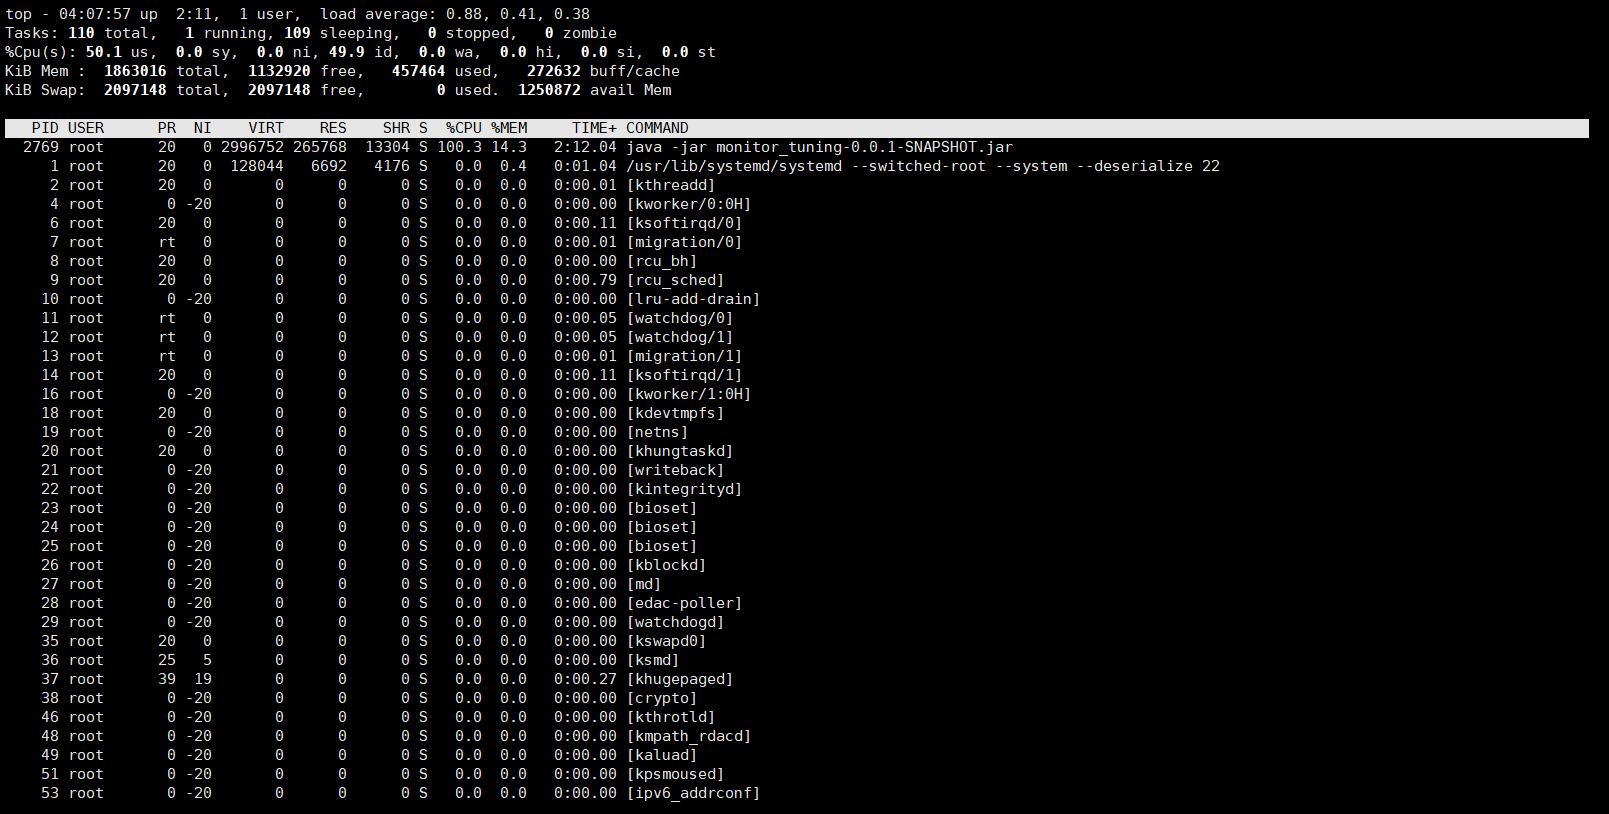 top - 04:07:57 up  2:11,  1 user,  load average: 0.88, 0.41, 0.38
Tasks: 110 total,   1 running, 109 sleeping,   0 stopped,   0 zombie
%Cpu(s): 50.1 us,  0.0 sy,  0.0 ni, 49.9 id,  0.0 wa,  0.0 hi,  0.0 si,  0.0 st
KiB Mem :  1863016 total,  1132920 free,   457464 used,   272632 buff/cache
KiB Swap:  2097148 total,  2097148 free,        0 used.  1250872 avail Mem
PID USER      PR  NI    VIRT    RES    SHR S  %CPU %MEM     TIME+ COMMAND
2769 root      20   0 2996752 265768  13304 S 100.3 14.3   2:12.04 java -jar monitor_tuning-0.0.1-SNAPSHOT.jar
1 root      20   0  128044   6692   4176 S   0.0  0.4   0:01.04 /usr/lib/systemd/systemd --switched-root --system --deserialize 22
2 root      20   0       0      0      0 S   0.0  0.0   0:00.01 [kthreadd]
4 root       0 -20       0      0      0 S   0.0  0.0   0:00.00 [kworker/0:0H]
6 root      20   0       0      0      0 S   0.0  0.0   0:00.11 [ksoftirqd/0]
7 root      rt   0       0      0      0 S   0.0  0.0   0:00.01 [migration/0]
8 root      20   0       0      0      0 S   0.0  0.0   0:00.00 [rcu_bh]
9 root      20   0       0      0      0 S   0.0  0.0   0:00.79 [rcu_sched]
10 root       0 -20       0      0      0 S   0.0  0.0   0:00.00 [lru-add-drain]
11 root      rt   0       0      0      0 S   0.0  0.0   0:00.05 [watchdog/0]
12 root      rt   0       0      0      0 S   0.0  0.0   0:00.05 [watchdog/1]
13 root      rt   0       0      0      0 S   0.0  0.0   0:00.01 [migration/1]
14 root      20   0       0      0      0 S   0.0  0.0   0:00.11 [ksoftirqd/1]
16 root       0 -20       0      0      0 S   0.0  0.0   0:00.00 [kworker/1:0H]
18 root      20   0       0      0      0 S   0.0  0.0   0:00.00 [kdevtmpfs]
19 root       0 -20       0      0      0 S   0.0  0.0   0:00.00 [netns]
20 root      20   0       0      0      0 S   0.0  0.0   0:00.00 [khungtaskd]
21 root       0 -20       0      0      0 S   0.0  0.0   0:00.00 [writeback]
22 root       0 -20       0      0      0 S   0.0  0.0   0:00.00 [kintegrityd]
23 root       0 -20       0      0      0 S   0.0  0.0   0:00.00 [bioset]
24 root       0 -20       0      0      0 S   0.0  0.0   0:00.00 [bioset]
25 root       0 -20       0      0      0 S   0.0  0.0   0:00.00 [bioset]
26 root       0 -20       0      0      0 S   0.0  0.0   0:00.00 [kblockd]
27 root       0 -20       0      0      0 S   0.0  0.0   0:00.00 [md]
28 root       0 -20       0      0      0 S   0.0  0.0   0:00.00 [edac-poller]
29 root       0 -20       0      0      0 S   0.0  0.0   0:00.00 [watchdogd]
35 root      20   0       0      0      0 S   0.0  0.0   0:00.00 [kswapd0]
36 root      25   5       0      0      0 S   0.0  0.0   0:00.00 [ksmd]
37 root      39  19       0      0      0 S   0.0  0.0   0:00.27 [khugepaged]
38 root       0 -20       0      0      0 S   0.0  0.0   0:00.00 [crypto]
46 root       0 -20       0      0      0 S   0.0  0.0   0:00.00 [kthrotld]
48 root       0 -20       0      0      0 S   0.0  0.0   0:00.00 [kmpath_rdacd]
49 root       0 -20       0      0      0 S   0.0  0.0   0:00.00 [kaluad]
51 root       0 -20       0      0      0 S   0.0  0.0   0:00.00 [kpsmoused]
53 root       0 -20       0      0      0 S   0.0  0.0   0:00.00 [ipv6_addrconf]